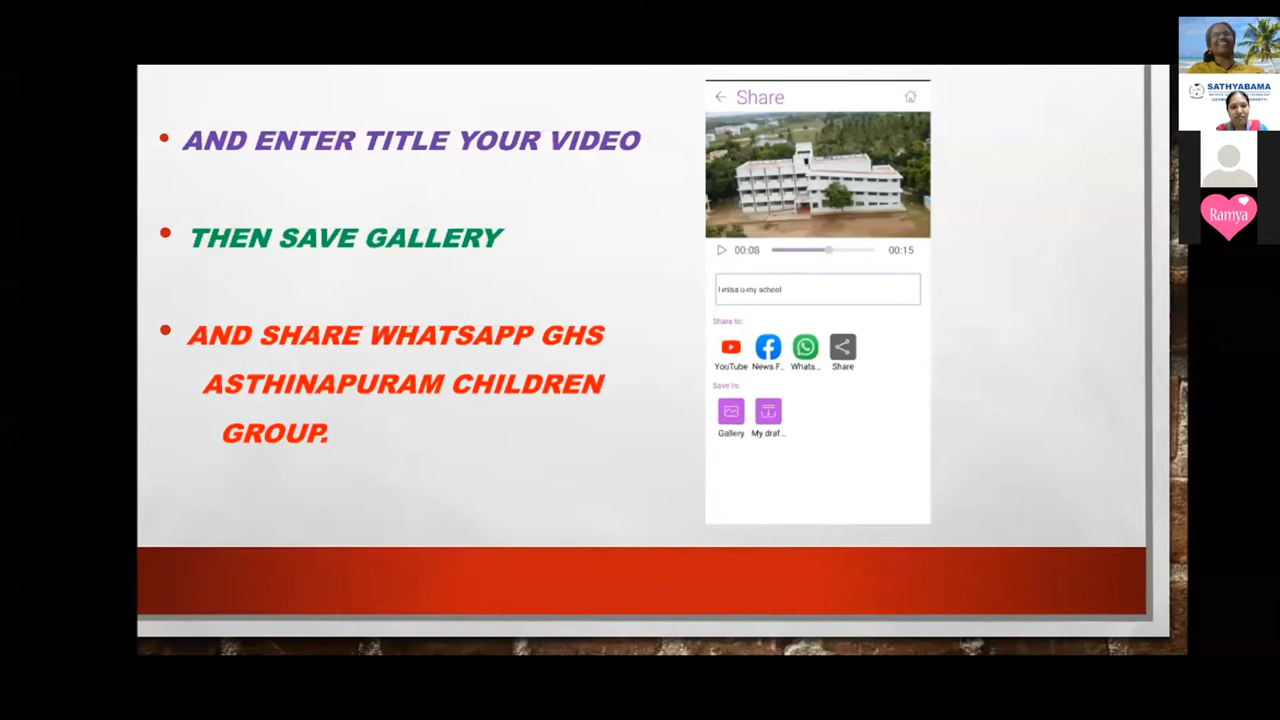 AND ENTER TITLE YOUR VIDEO
THEN SAVE GALLERY
AND SHARE WHATSAPP GHS
ASTHINAPURAM CHILDREN
GROUP.
Share
00:08
00:15
I miss u my school
Share to:
YouTube
News F...
Whats...
Share
Save to:
Gallery
My draf...
SATHYABAMA
Ramya